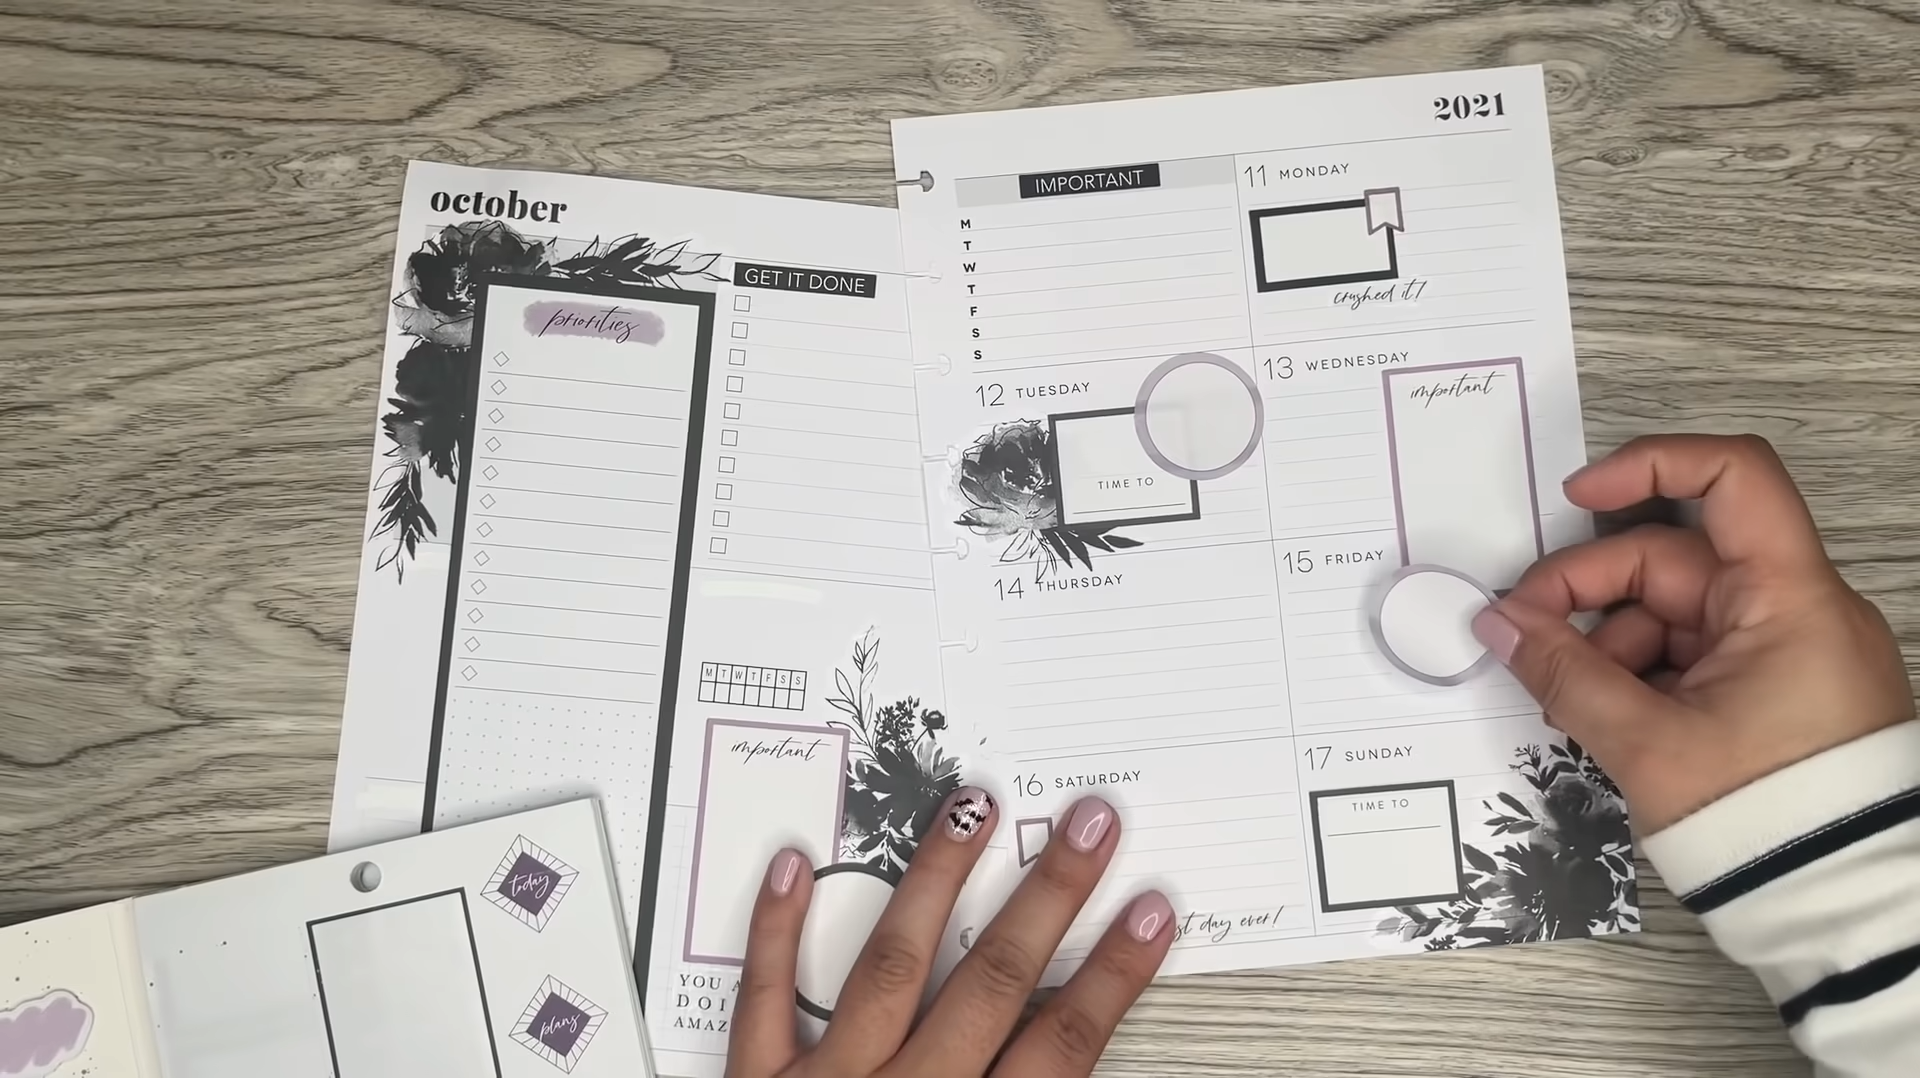 october
priorities
GET IT DONE
M T W T F S S
important
YOU
DOI
AMAZ
today
plans
2021
IMPORTANT
M
T
W
T
F
S
S
11 MONDAY
crushed it!
12 TUESDAY
TIME TO
13 WEDNESDAY
important
14 THURSDAY
15 FRIDAY
16 SATURDAY
day ever!
17 SUNDAY
TIME TO